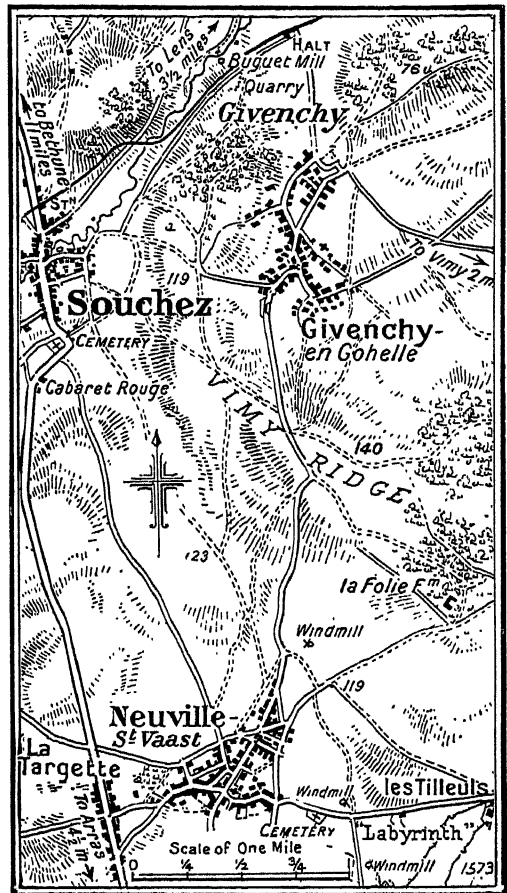 HALT
To Lens
3½ miles
Buguet Mill
76
Quarry
Givenchy
to Bethune
11 miles
STN
To Vimy 2 m
119
Souchez
CEMETERY
Givenchy-
en Gohelle
Cabaret Rouge
VIMY RIDGE
140
123
la Folie Fm
Windmill
119
Neuville-
St Vaast
La
Targette
To Arras
4½ m
Windmill
les Tilleuls
CEMETERY
"Labyrinth"
Scale of One Mile
0 ¼ ½ ¾ 1
Windmill
1573